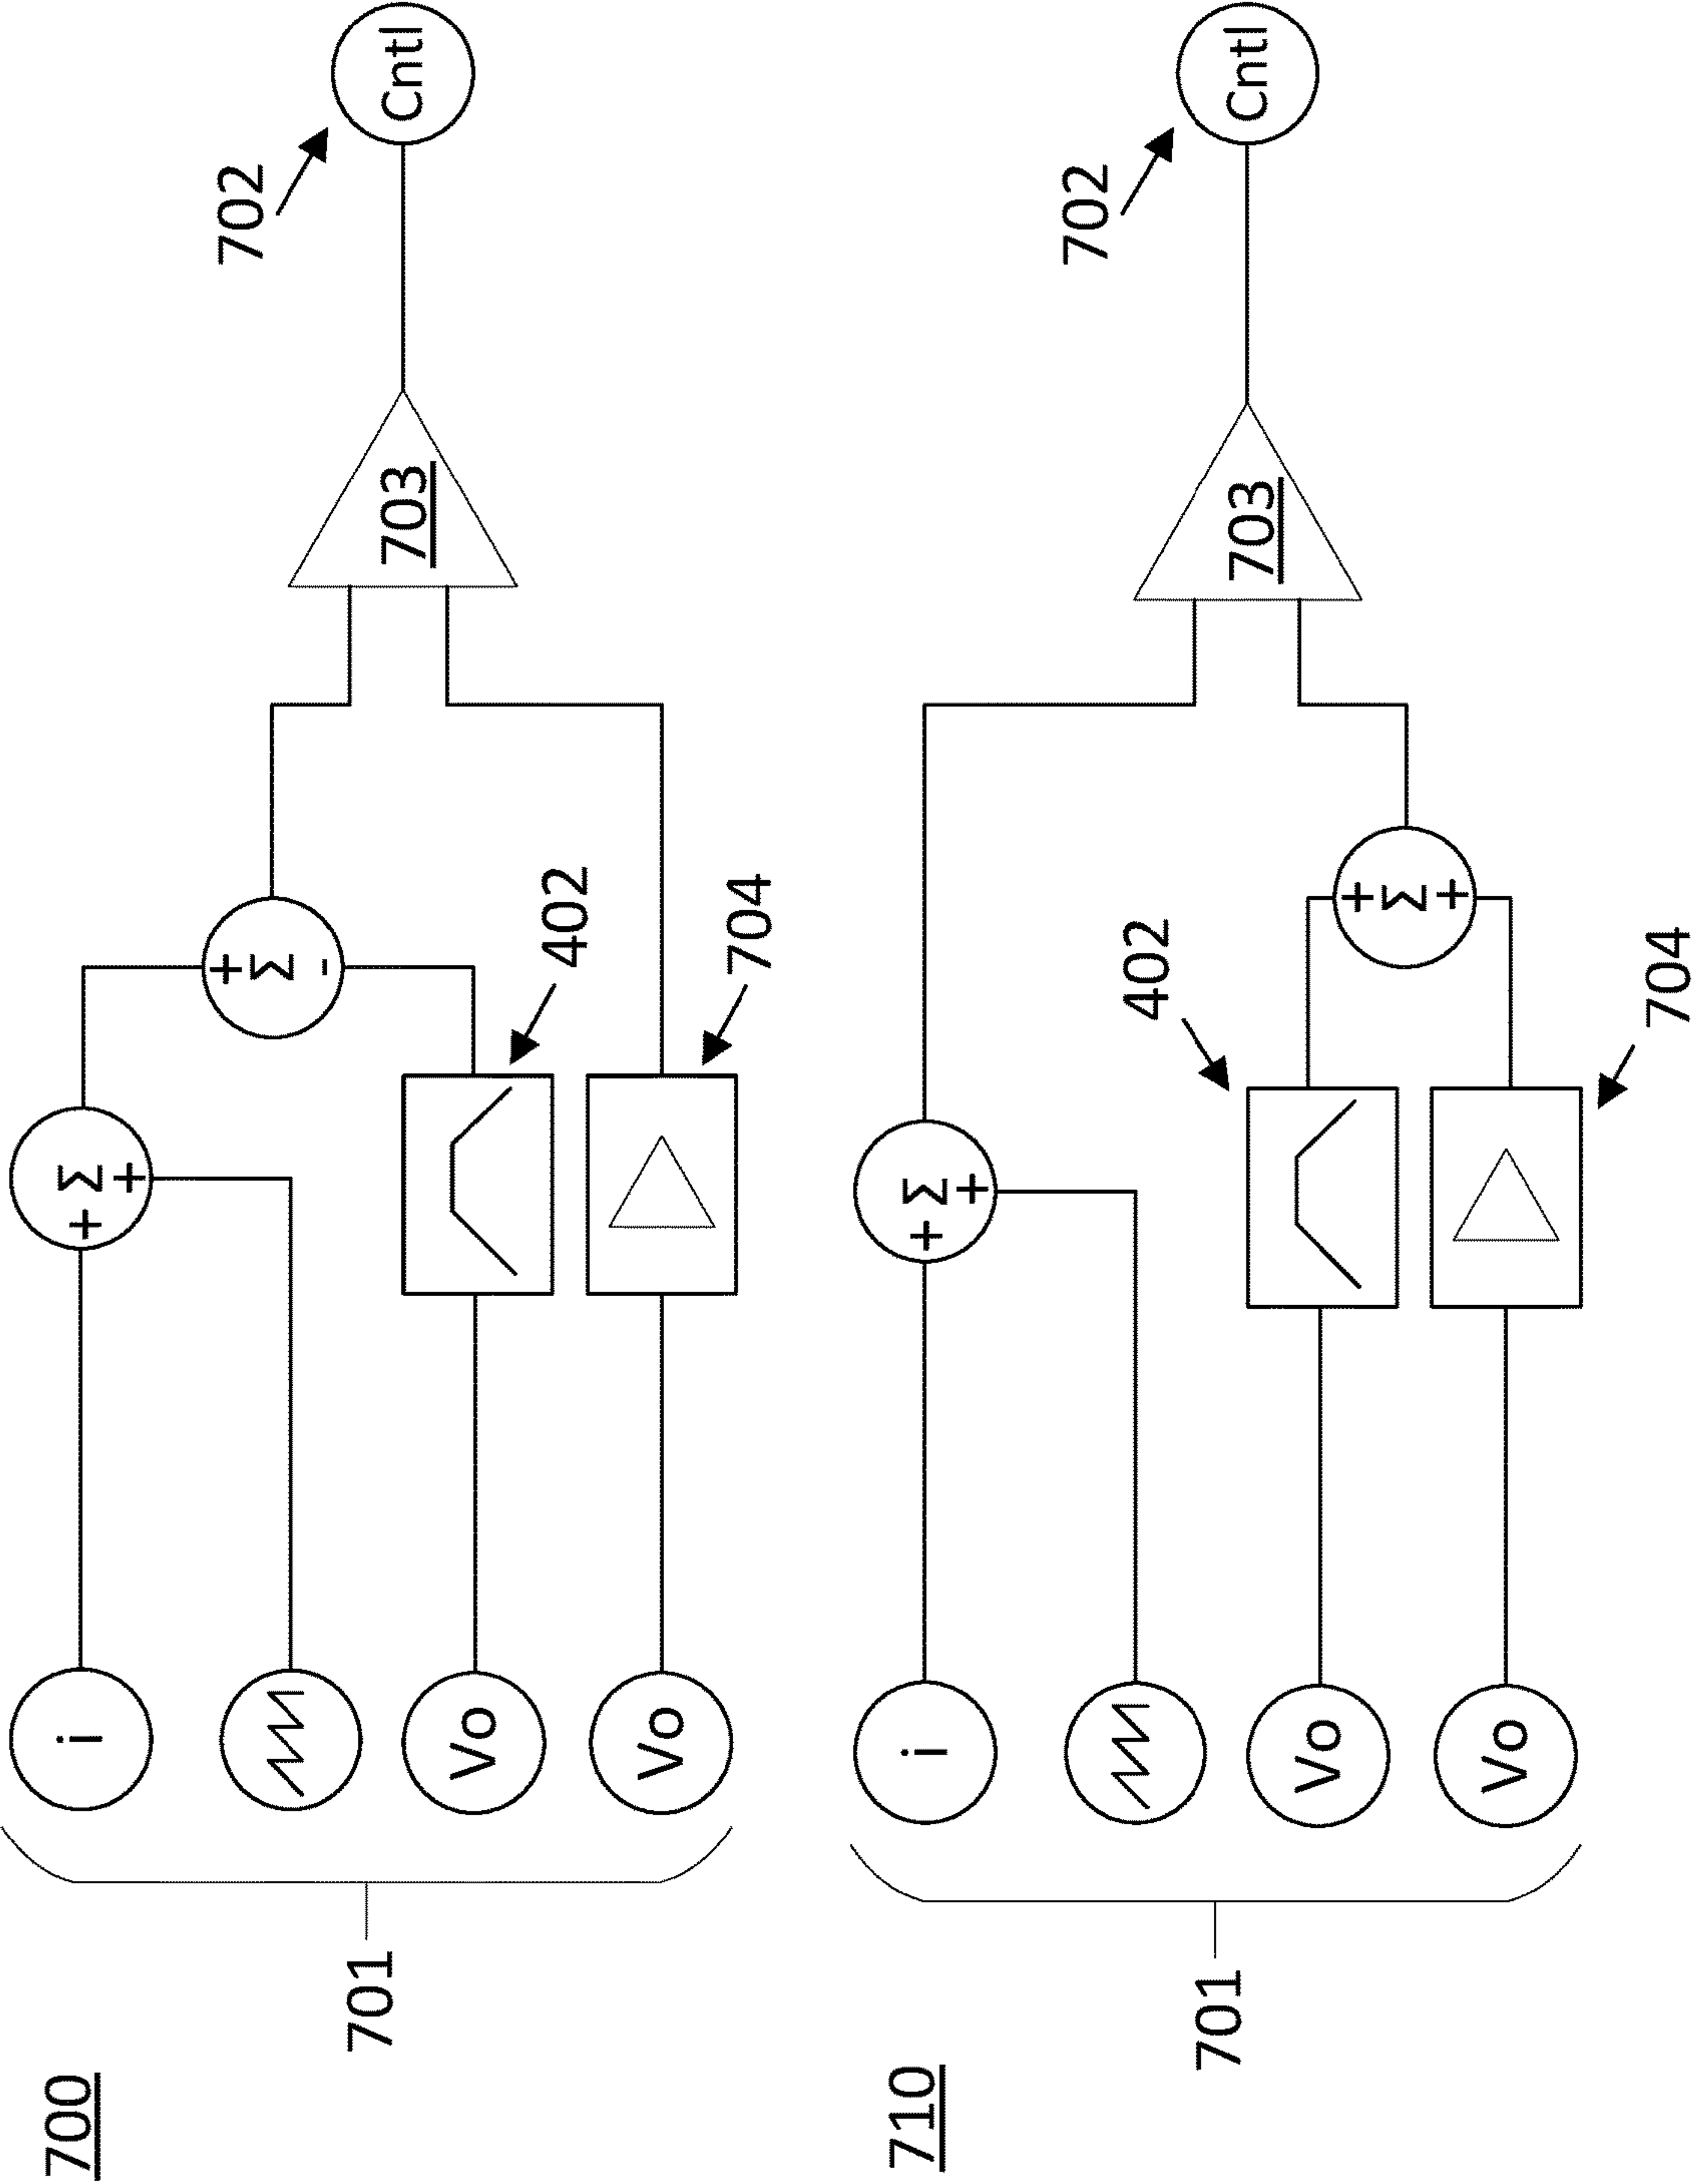 700
701
i
Vo
Vo
+ Σ +
+ Σ -
402
704
703
702
Cntl
710
701
i
Vo
Vo
+ Σ +
402
704
+ Σ +
703
702
Cntl